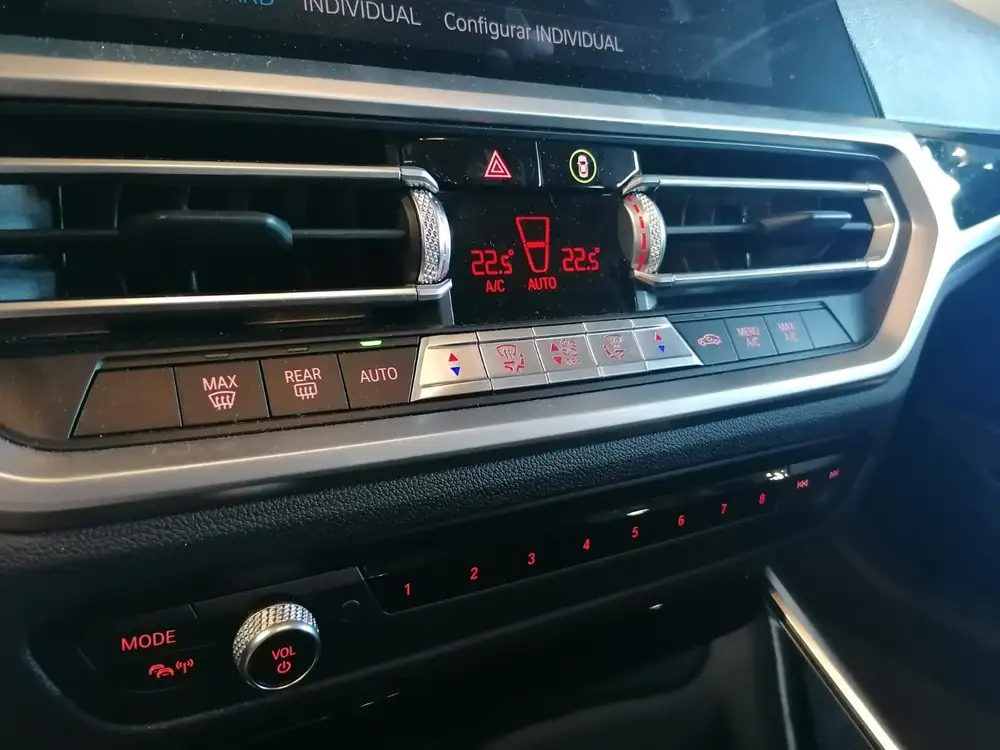 INDIVIDUAL
Configurar INDIVIDUAL
22.5° 22.5°
A/C AUTO
MAX
REAR
AUTO
MENU
A/C
MAX
A/C
1 2 3 4 5 6 7 8
MODE
VOL